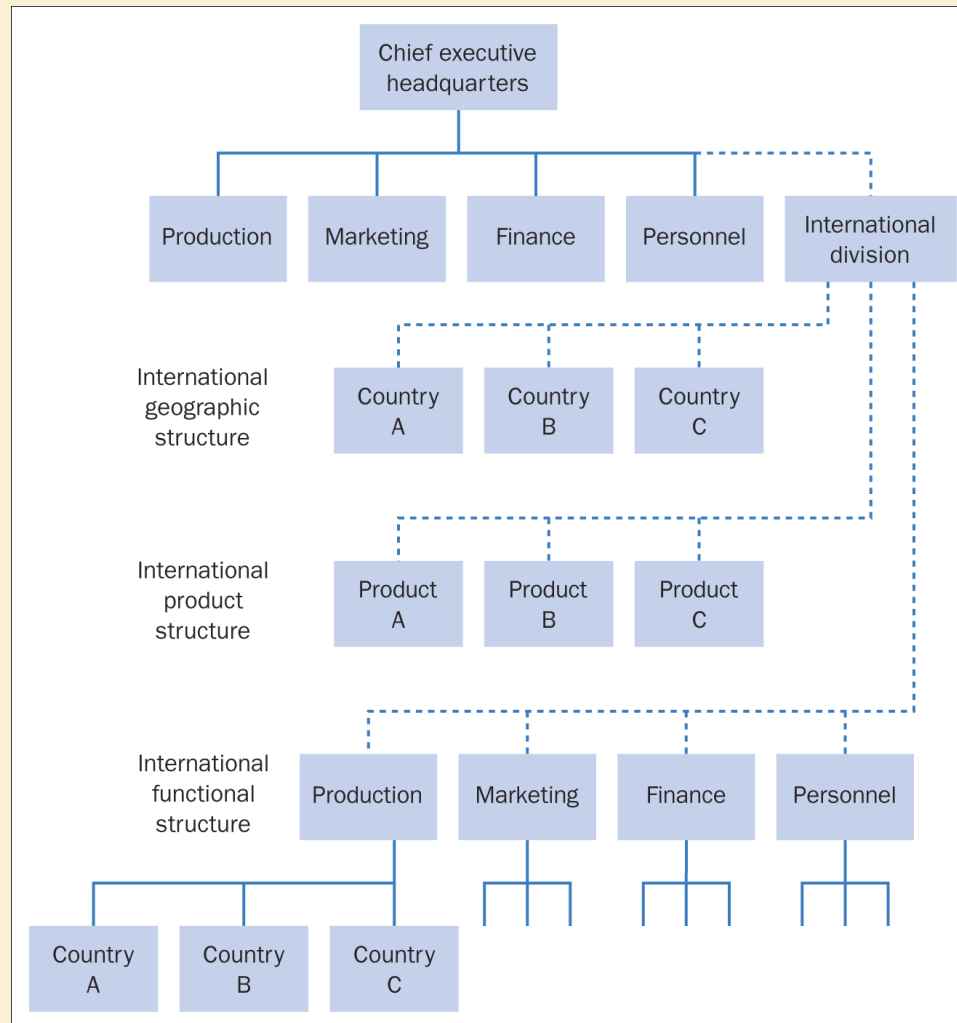 Chief executive
headquarters
Production
Marketing
Finance
Personnel
International
division
International
geographic
structure
Country
A
Country
B
Country
C
International
product
structure
Product
A
Product
B
Product
C
International
functional
structure
Production
Marketing
Finance
Personnel
Country
A
Country
B
Country
C